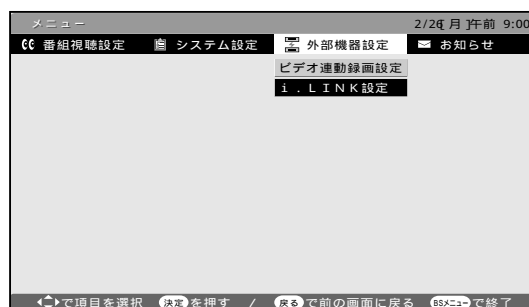 メニュー 2/26[月]午前 9:00
番組視聴設定 システム設定 外部機器設定 お知らせ
ビデオ連動録画設定
i.LINK設定
で項目を選択 決定を押す / 戻るで前の画面に戻る BSメニューで終了